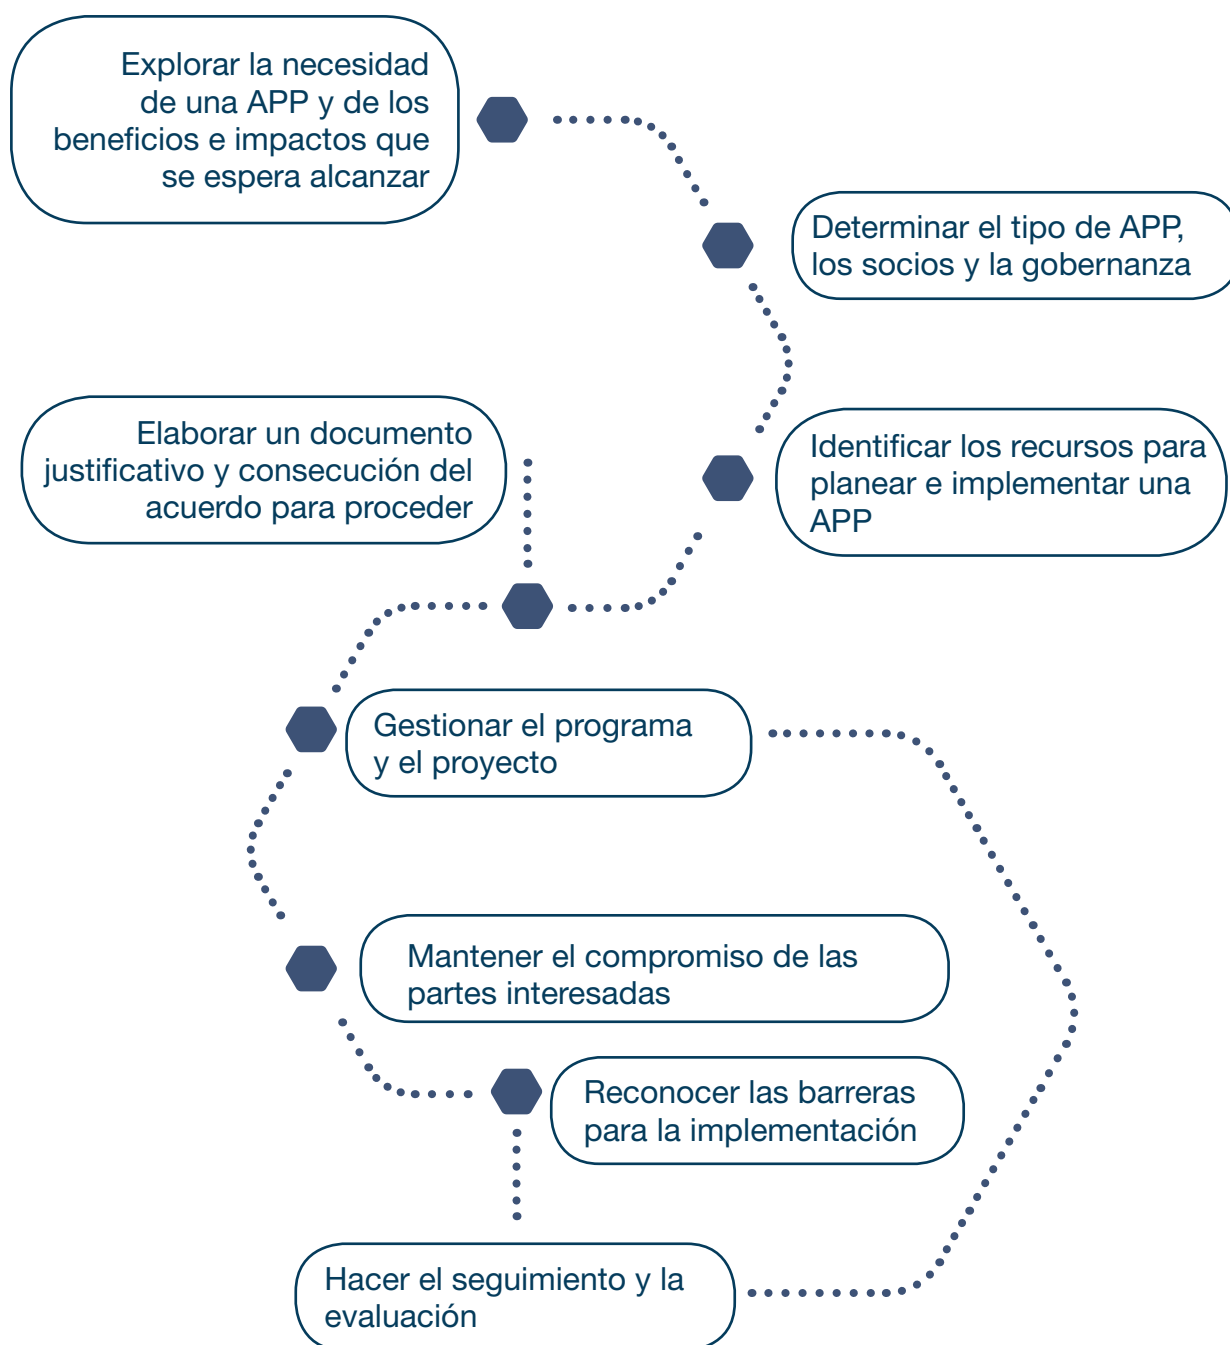 Explorar la necesidad
de una APP y de los
beneficios e impactos que
se espera alcanzar
Determinar el tipo de APP,
los socios y la gobernanza
Identificar los recursos para
planear e implementar una
APP
Elaborar un documento
justificativo y consecución del
acuerdo para proceder
Gestionar el programa
y el proyecto
Mantener el compromiso de las
partes interesadas
Reconocer las barreras
para la implementación
Hacer el seguimiento y la
evaluación